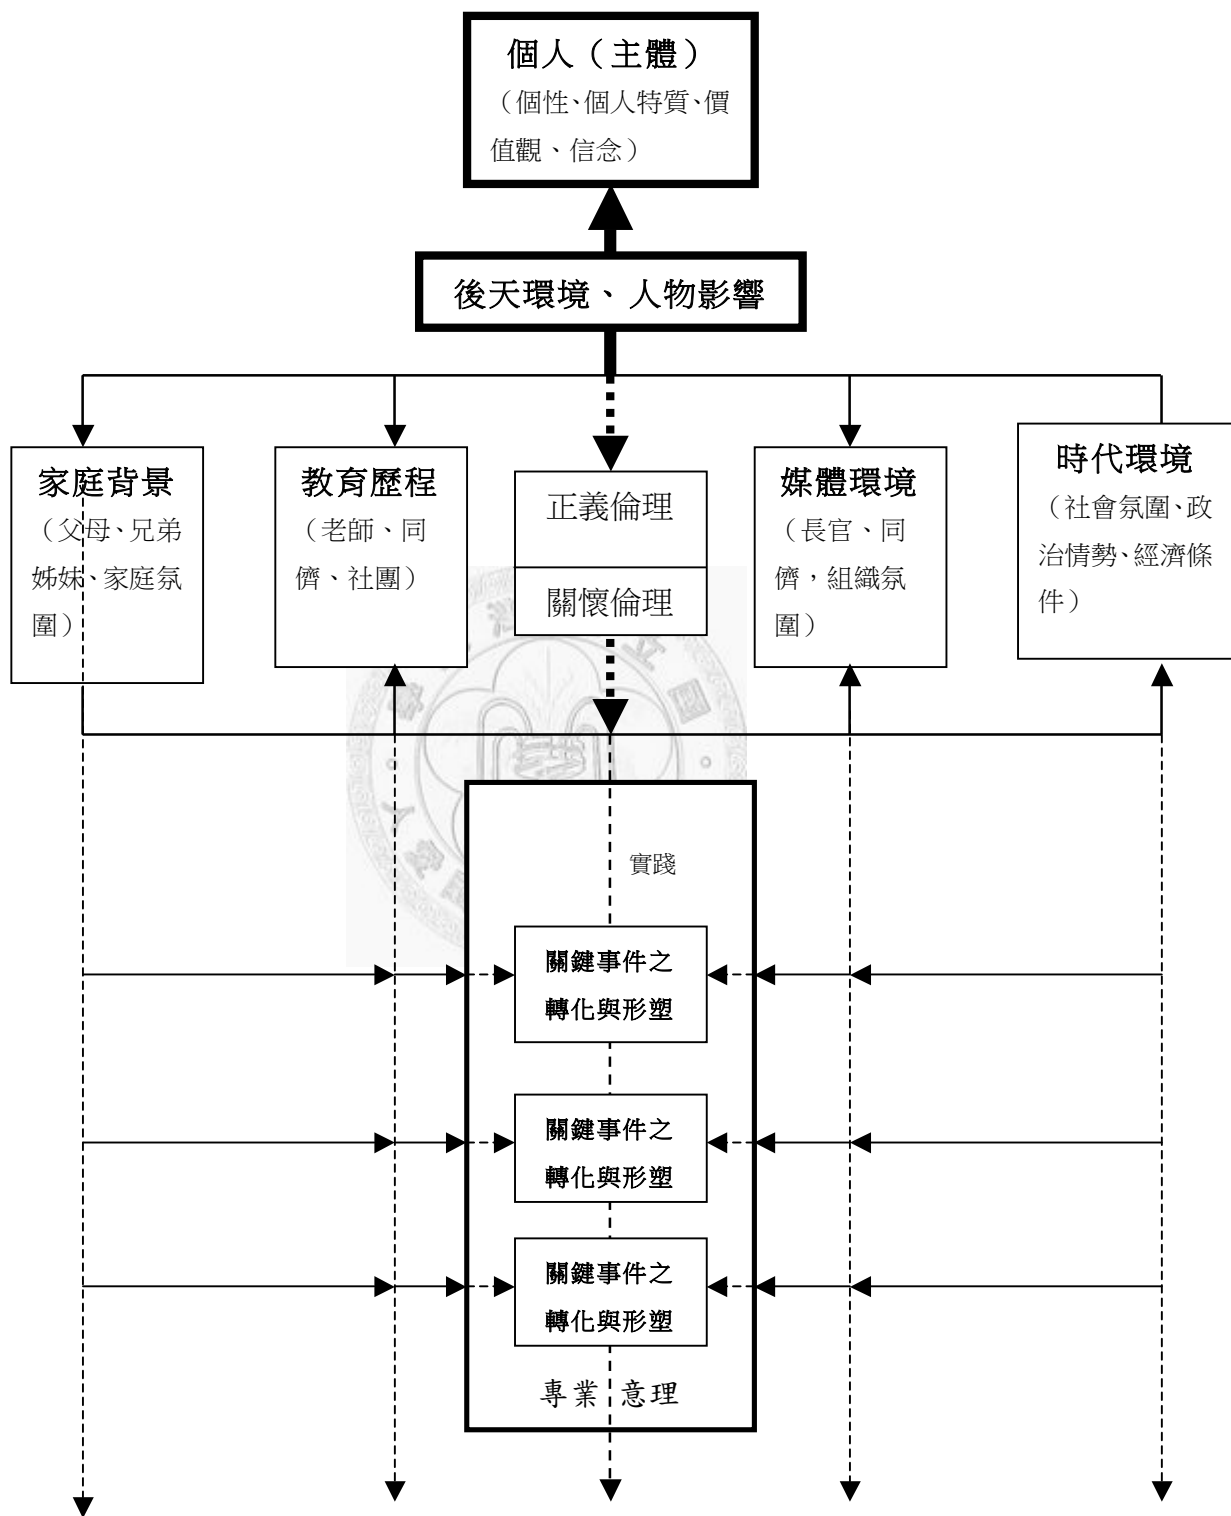 個人（主體）
（個性、個人特質、價
值觀、信念）
後天環境、人物影響
家庭背景
（父母、兄弟
姊妹、家庭氛
圍）
教育歷程
（老師、同
儕、社團）
正義倫理
關懷倫理
媒體環境
（長官、同
儕，組織氛
圍）
時代環境
（社會氛圍、政
治情勢、經濟條
件）
實踐
關鍵事件之
轉化與形塑
關鍵事件之
轉化與形塑
關鍵事件之
轉化與形塑
專業意理